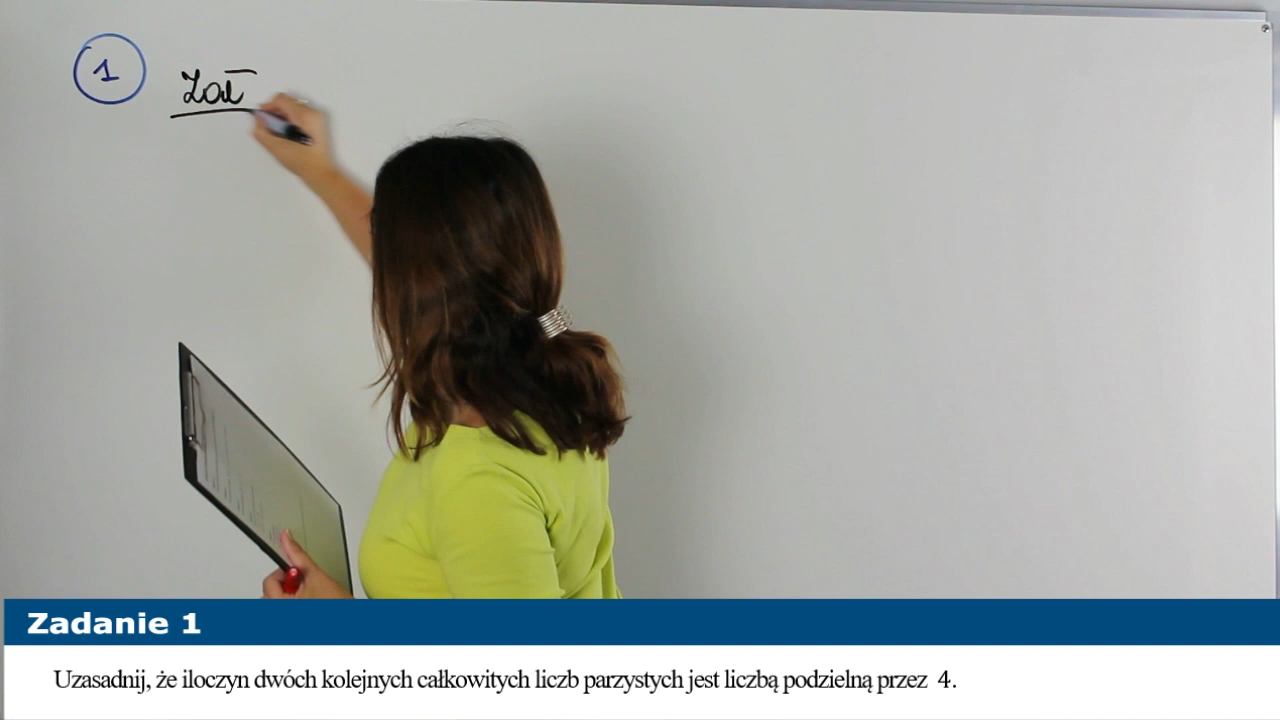 1 Zał
Zadanie 1
Uzasadnij, że iloczyn dwóch kolejnych całkowitych liczb parzystych jest liczbą podzielną przez 4.